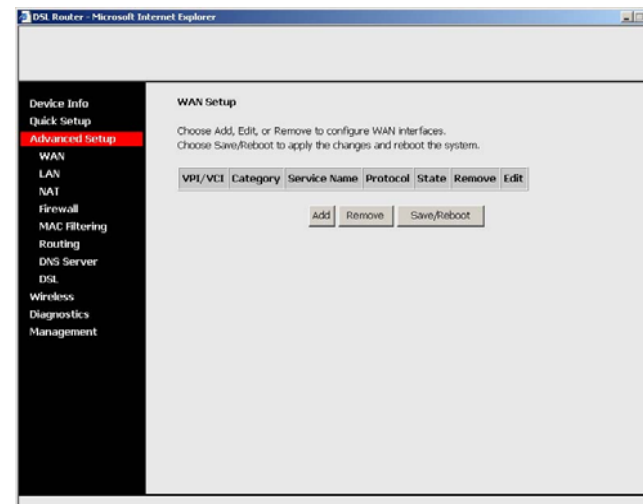 DSL Router - Microsoft Internet Explorer
Device Info
Quick Setup
Advanced Setup
WAN
LAN
NAT
Firewall
MAC Filtering
Routing
DNS Server
DSL
Wireless
Diagnostics
Management
WAN Setup
Choose Add, Edit, or Remove to configure WAN interfaces.
Choose Save/Reboot to apply the changes and reboot the system.
VPI/VCI Category Service Name Protocol State Remove Edit
Add Remove Save/Reboot